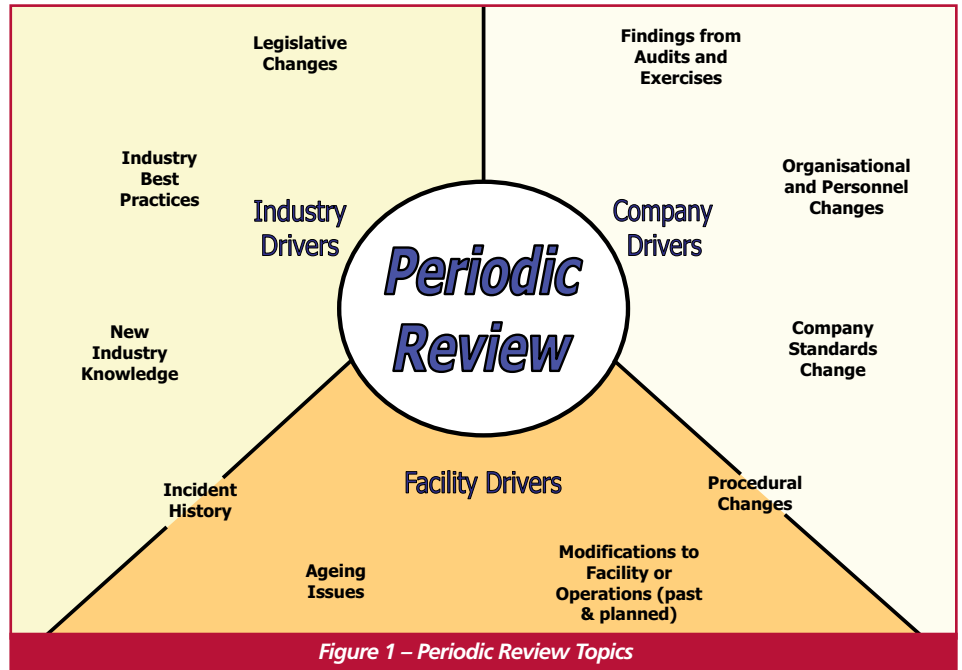 Legislative
Changes
Industry
Best
Practices
Industry
Drivers
New
Industry
Knowledge
Findings from
Audits and
Exercises
Organisational
and Personnel
Changes
Company
Drivers
Company
Standards
Change
Periodic
Review
Facility Drivers
Incident
History
Ageing
Issues
Modifications to
Facility or
Operations (past
& planned)
Procedural
Changes
Figure 1 – Periodic Review Topics